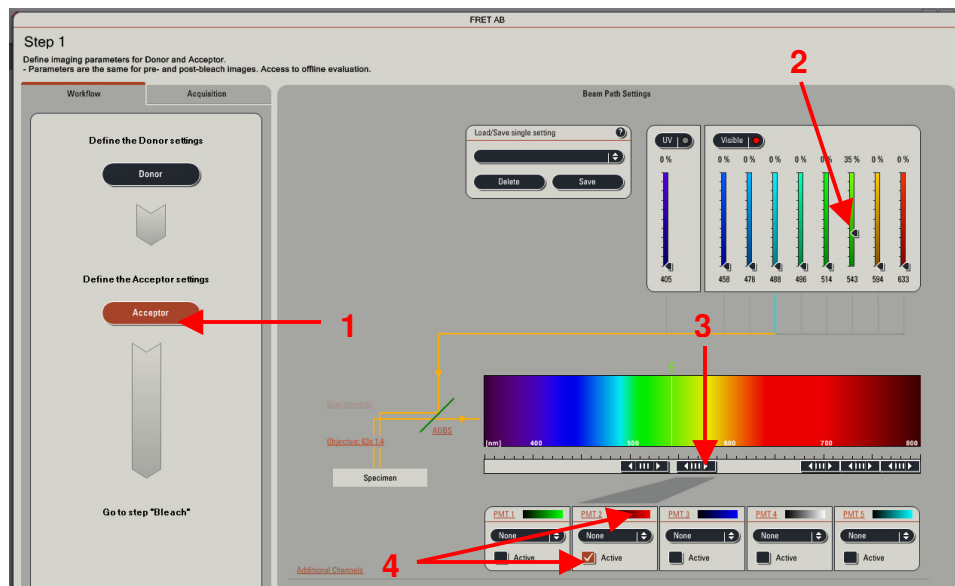 FRET AB
Step 1
Define imaging parameters for Donor and Acceptor.
- Parameters are the same for pre- and post-bleach images. Access to offline evaluation.
Workflow
Acquisition
Beam Path Settings
2
Define the Donor settings
Donor
Load/Save single setting
?
Delete
Save
UV
Visible
0 %
0 % 0 % 0 % 0 % 0 % 35 % 0 % 0 %
405
458 476 488 496 514 543 594 633
Define the Acceptor settings
Acceptor
1
3
Spectrometer
AOBS
Objective: 63x 1.4
Specimen
[nm] 400 500 600 700 800
Go to step "Bleach"
PMT 1
PMT 2
PMT 3
PMT 4
PMT 5
None
None
None
None
None
Active
Active
Active
Active
Active
4
Additional Channels